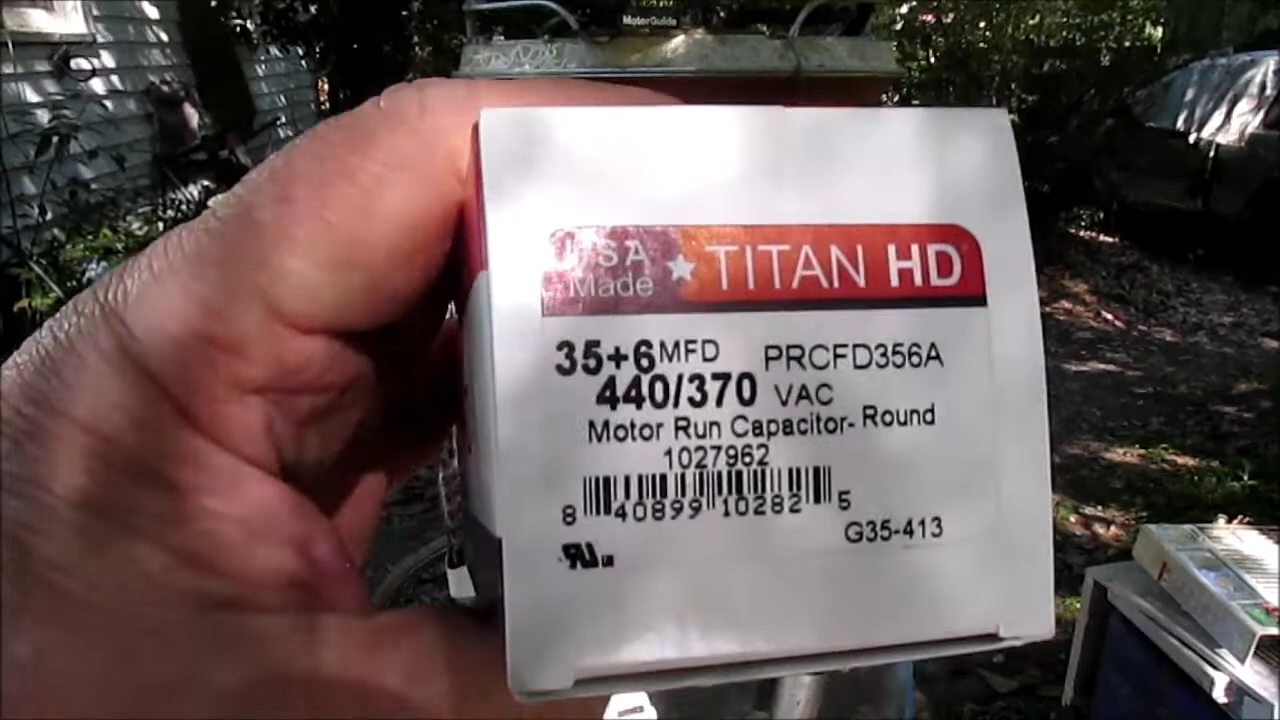 MotorGuide
USA
Made
TITAN HD
35+6 MFD PRCFD356A
440/370 VAC
Motor Run Capacitor- Round
1027962
8 40899 10282 5
G35-413